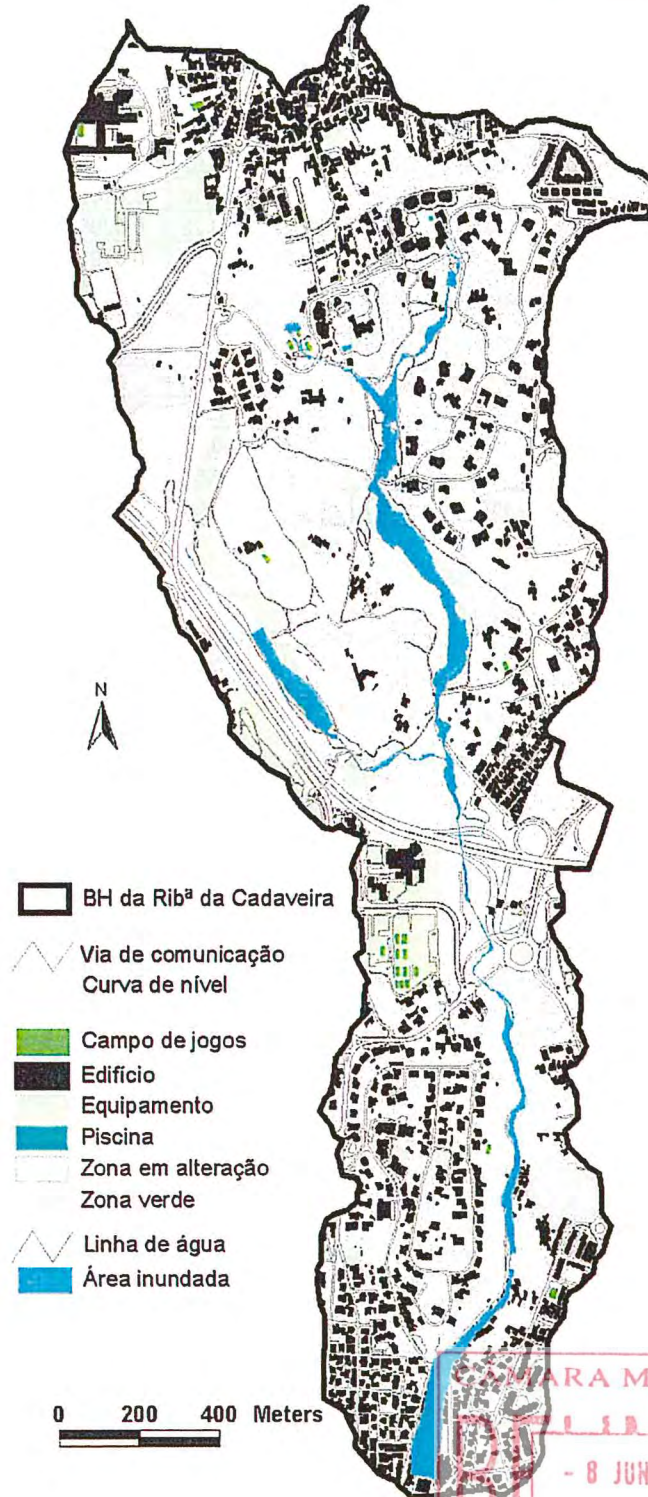 N
BH da Ribª da Cadaveira
Via de comunicação
Curva de nível
Campo de jogos
Edifício
Equipamento
Piscina
Zona em alteração
Zona verde
Linha de água
Área inundada
0 200 400 Meters
CÂMARA M
- 8 JUN